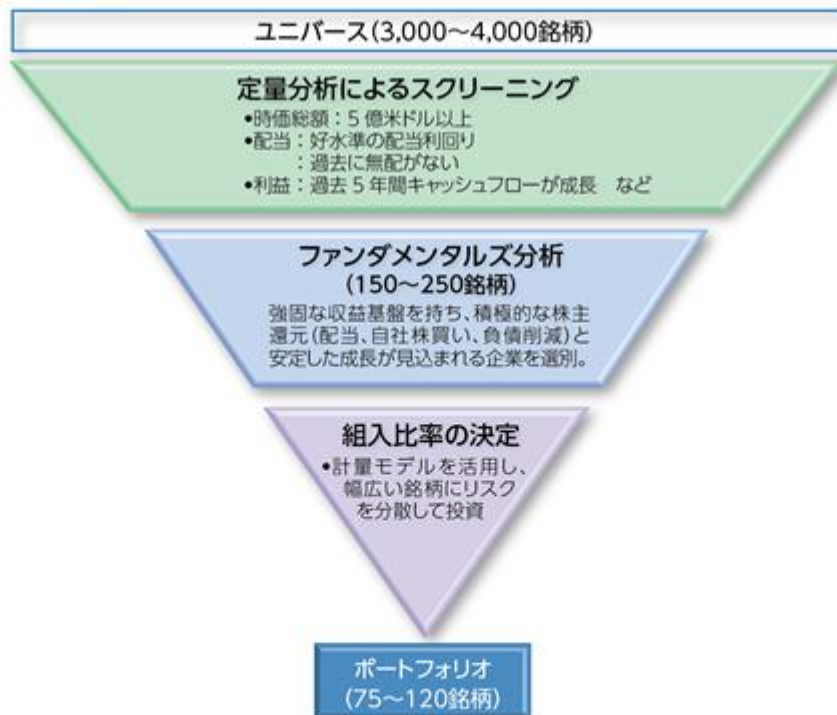 ユニバース(3,000～4,000銘柄)
定量分析によるスクリーニング
•時価総額：5億米ドル以上
•配当：好水準の配当利回り
：過去に無配がない
•利益：過去5年間キャッシュフローが成長　など
ファンダメンタルズ分析
(150～250銘柄)
強固な収益基盤を持ち、積極的な株主
還元(配当、自社株買い、負債削減)と
安定した成長が見込まれる企業を選別。
組入比率の決定
•計量モデルを活用し、
幅広い銘柄にリスク
を分散して投資
ポートフォリオ
(75～120銘柄)